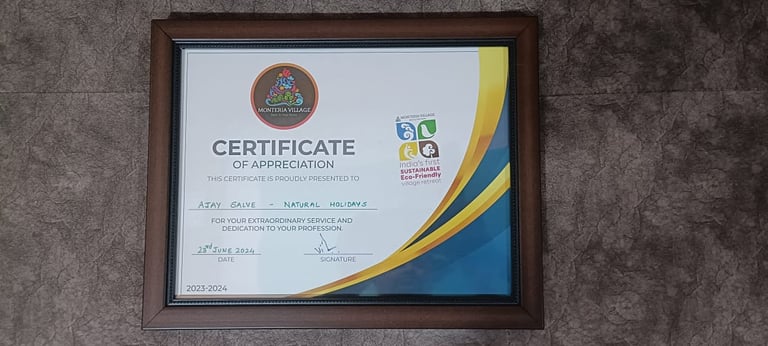 MONTERIA VILLAGE
CERTIFICATE
OF APPRECIATION
THIS CERTIFICATE IS PROUDLY PRESENTED TO
AJAY SALVE - NATURAL HOLIDAYS
FOR YOUR EXTRAORDINARY SERVICE AND
DEDICATION TO YOUR PROFESSION.
23rd JUNE 2024
DATE
SIGNATURE
2023-2024
MONTERIA VILLAGE
India's first
SUSTAINABLE
Eco-Friendly
village retreat